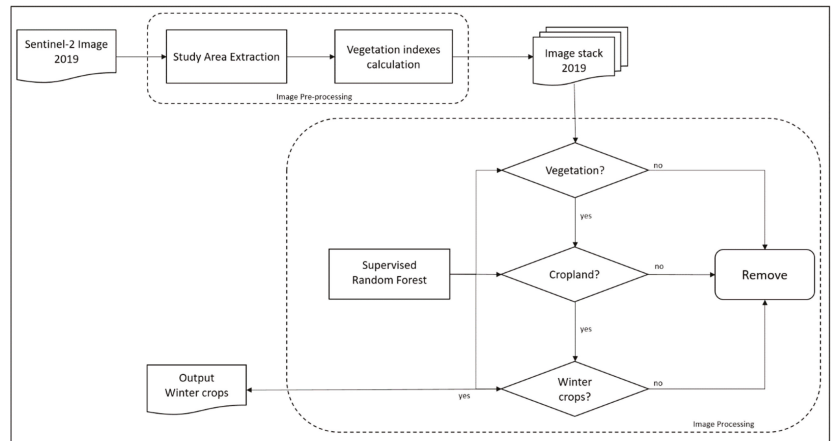 Sentinel-2 Image
2019
Study Area Extraction
Vegetation indexes
calculation
Image stack
2019
Image Pre-processing
Vegetation?
no
yes
Supervised
Random Forest
Cropland?
no
Remove
yes
Output
Winter crops
yes
Winter
crops?
no
Image Processing